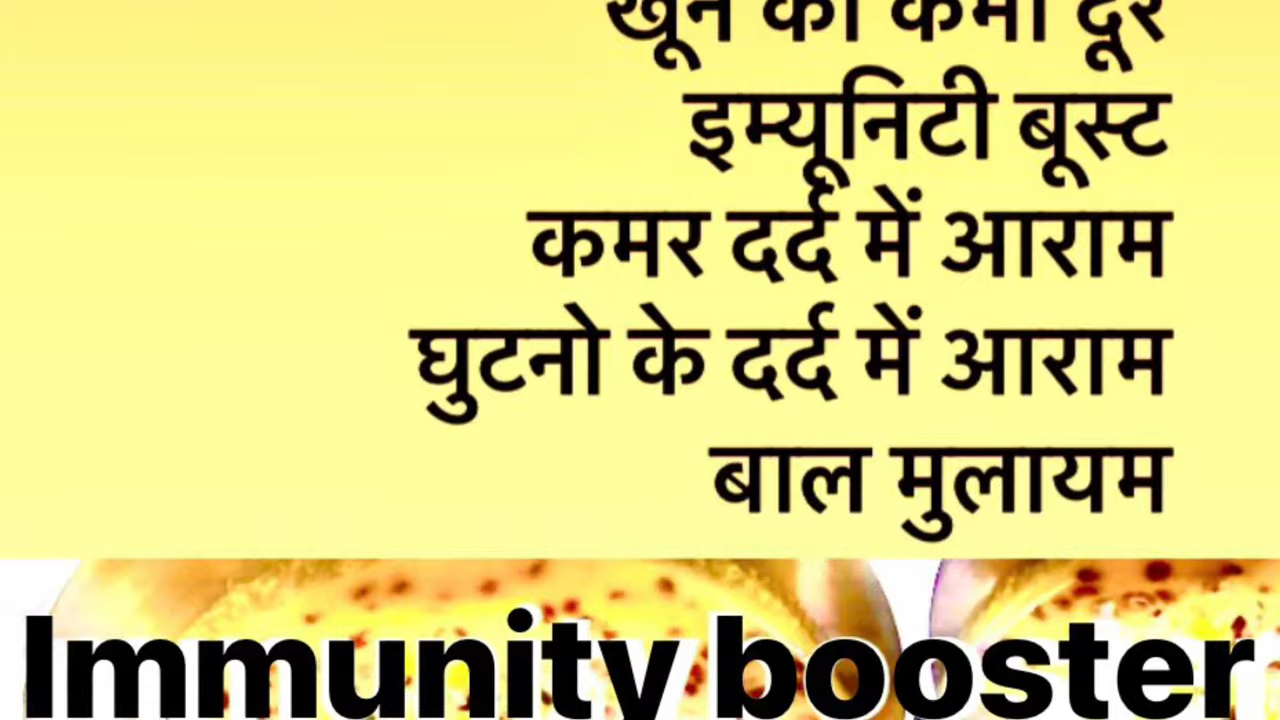 खून की कमी दूर
इम्यूनिटी बूस्ट
कमर दर्द में आराम
घुटनो के दर्द में आराम
बाल मुलायम
Immunity booster